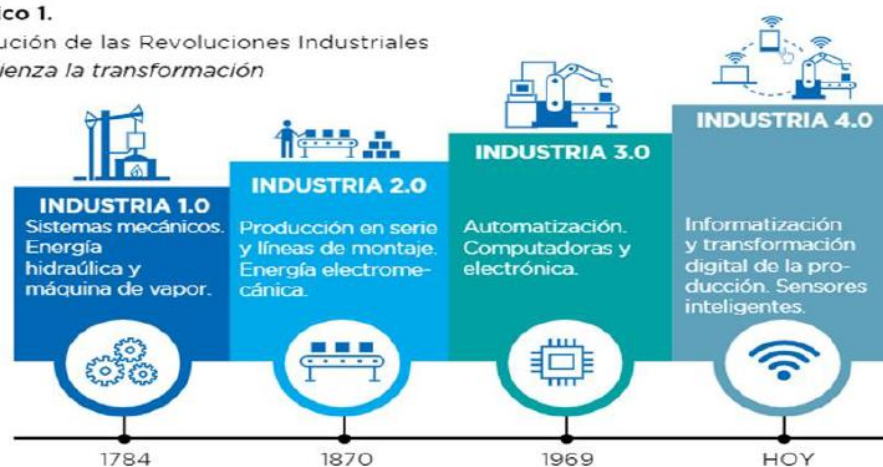 ico 1.
ución de las Revoluciones Industriales
ienza la transformación
INDUSTRIA 1.0
Sistemas mecánicos.
Energía
hidraúlica y
máquina de vapor.
INDUSTRIA 2.0
Producción en serie
y líneas de montaje.
Energía electrome-
cánica.
INDUSTRIA 3.0
Automatización.
Computadoras y
electrónica.
INDUSTRIA 4.0
Informatización
y transformación
digital de la pro-
ducción. Sensores
inteligentes.
1784
1870
1969
HOY